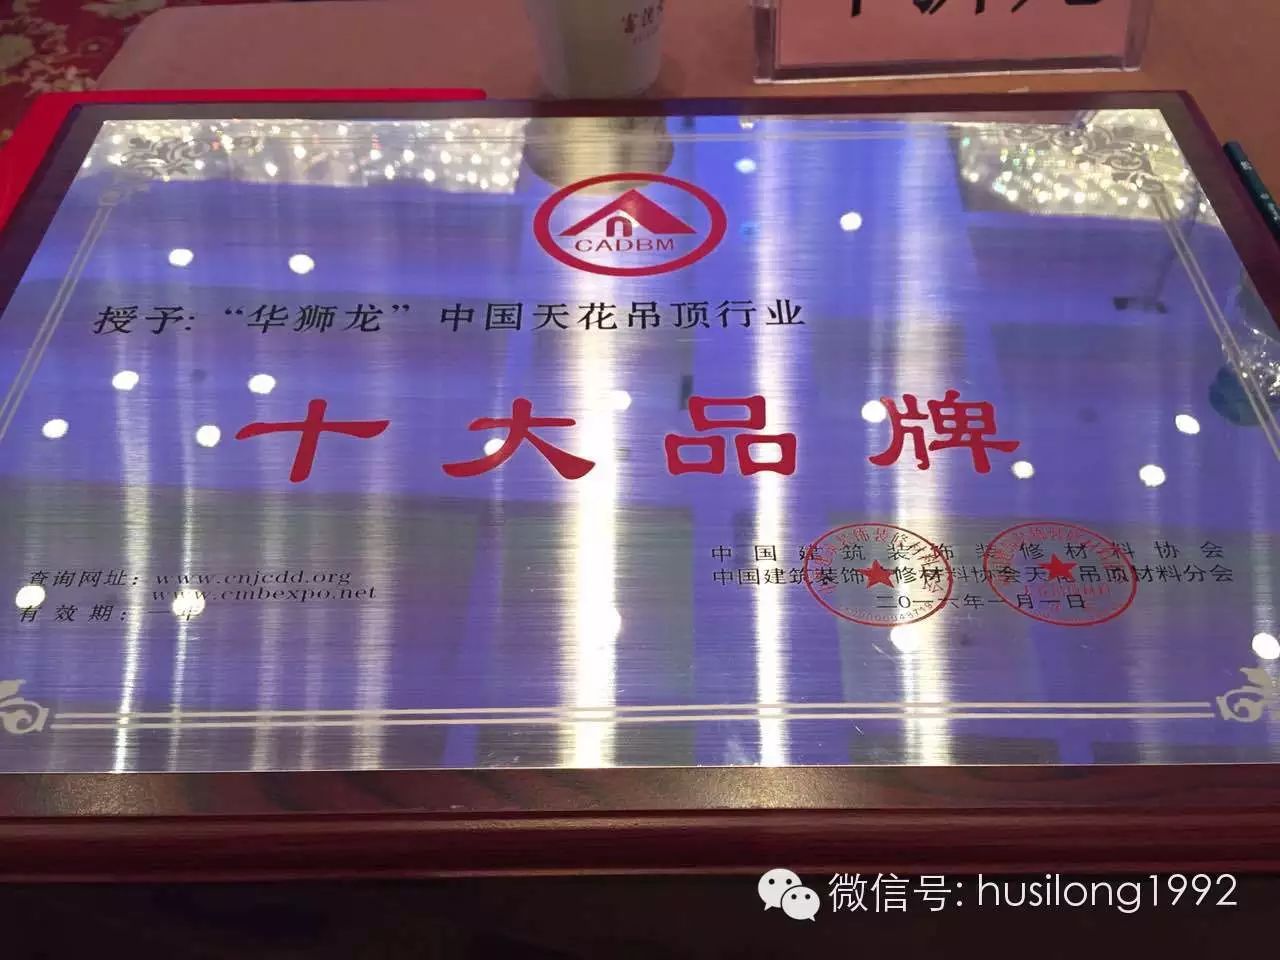 CADBM
授予:“华狮龙”中国天花吊顶行业
十大品牌
中国建筑装饰装修材料协会
中国建筑装饰装修材料协会天花吊顶材料分会
二〇一六年一月一日
查询网址: www.cnjcdd.org
www.cmbexpo.net
有效期: 一年
微信号: husilong1992